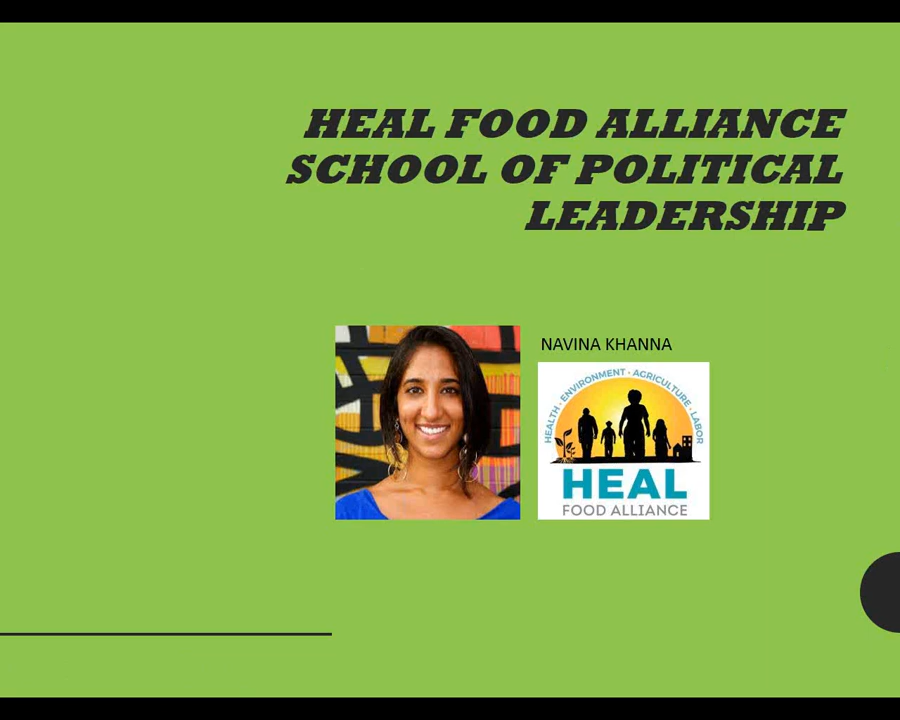 HEAL FOOD ALLIANCE
SCHOOL OF POLITICAL
LEADERSHIP
NAVINA KHANNA
HEALTH · ENVIRONMENT · AGRICULTURE · LABOR
HEAL
FOOD ALLIANCE